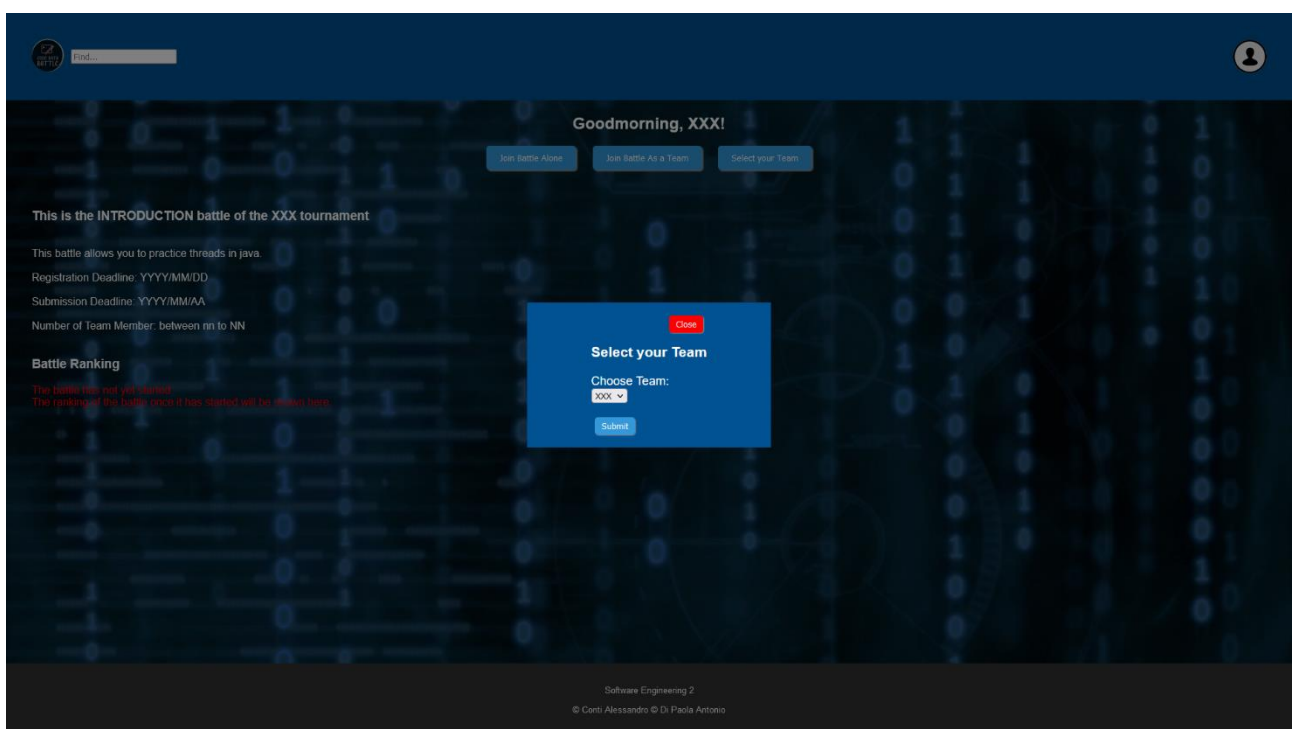 Find...
Goodmorning, XXX!
Join Battle Alone
Join Battle As a Team
Select your Team
This is the INTRODUCTION battle of the XXX tournament
This battle allows you to practice threads in java.
Registration Deadline: YYYY/MM/DD
Submission Deadline: YYYY/MM/AA
Number of Team Member: between nn to NN
Battle Ranking
The battle has not yet started.
The ranking of the battle once it has started will be shown here.
Close
Select your Team
Choose Team:
XXX
Submit
Software Engineering 2
© Conti Alessandro © Di Paola Antonio